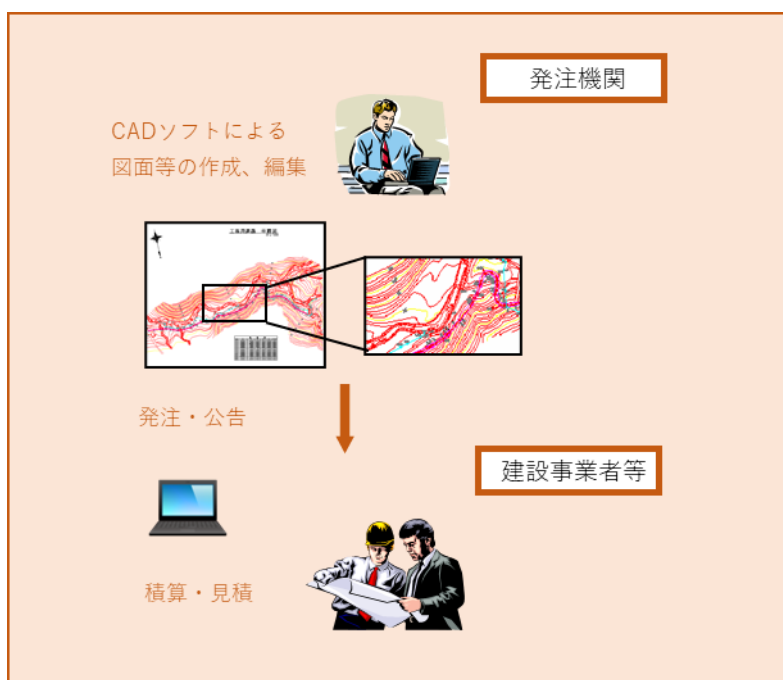 発注機関
CADソフトによる
図面等の作成、編集
発注・公告
建設事業者等
積算・見積